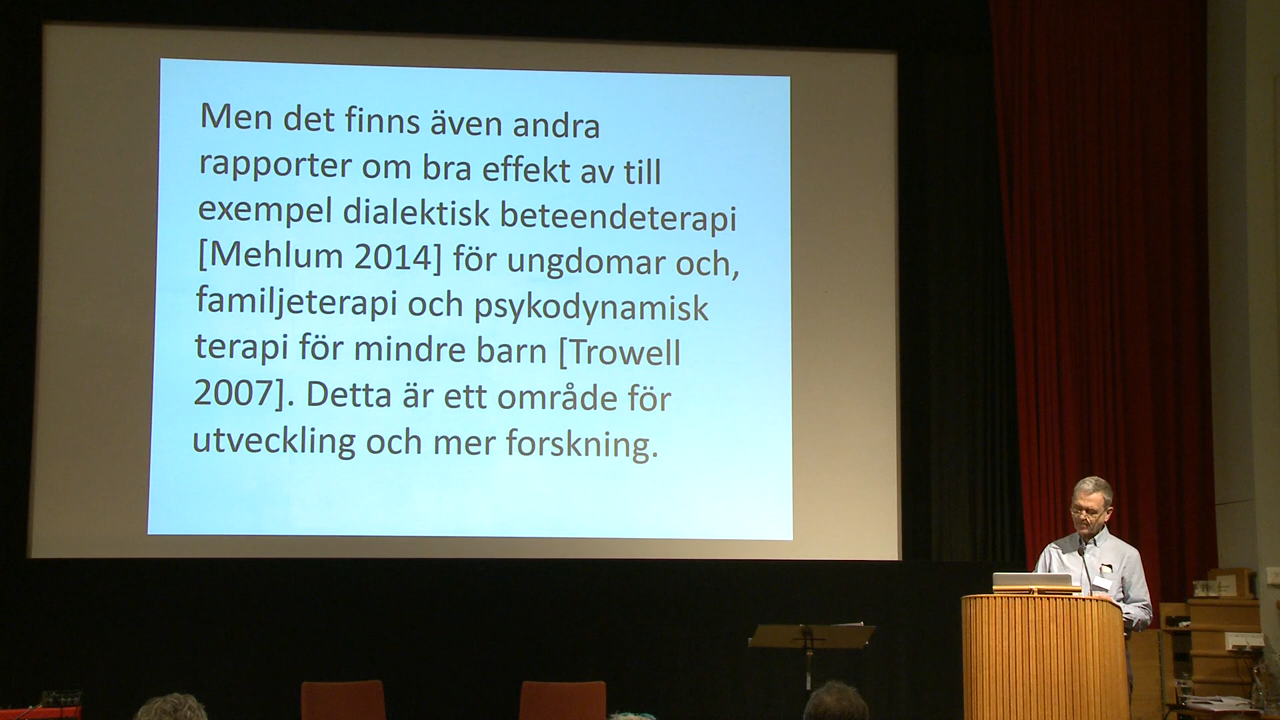 Men det finns även andra
rapporter om bra effekt av till
exempel dialektisk beteendeterapi
[Mehlum 2014] för ungdomar och,
familjeterapi och psykodynamisk
terapi för mindre barn [Trowell
2007]. Detta är ett område för
utveckling och mer forskning.